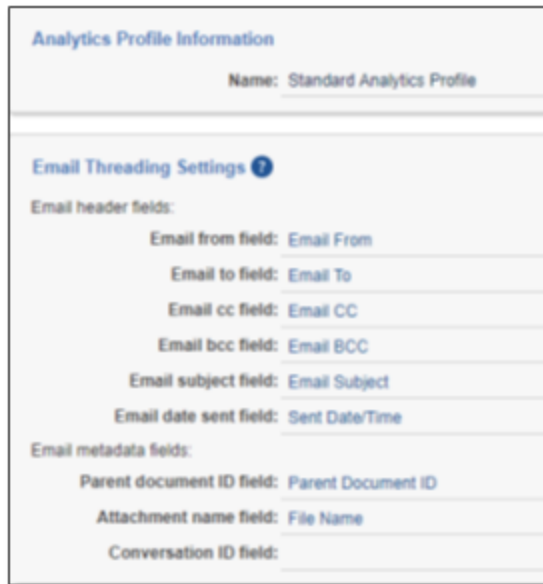 Analytics Profile Information
Name: Standard Analytics Profile
Email Threading Settings ?
Email header fields:
Email from field: Email From
Email to field: Email To
Email cc field: Email CC
Email bcc field: Email BCC
Email subject field: Email Subject
Email date sent field: Sent Date/Time
Email metadata fields:
Parent document ID field: Parent Document ID
Attachment name field: File Name
Conversation ID field: